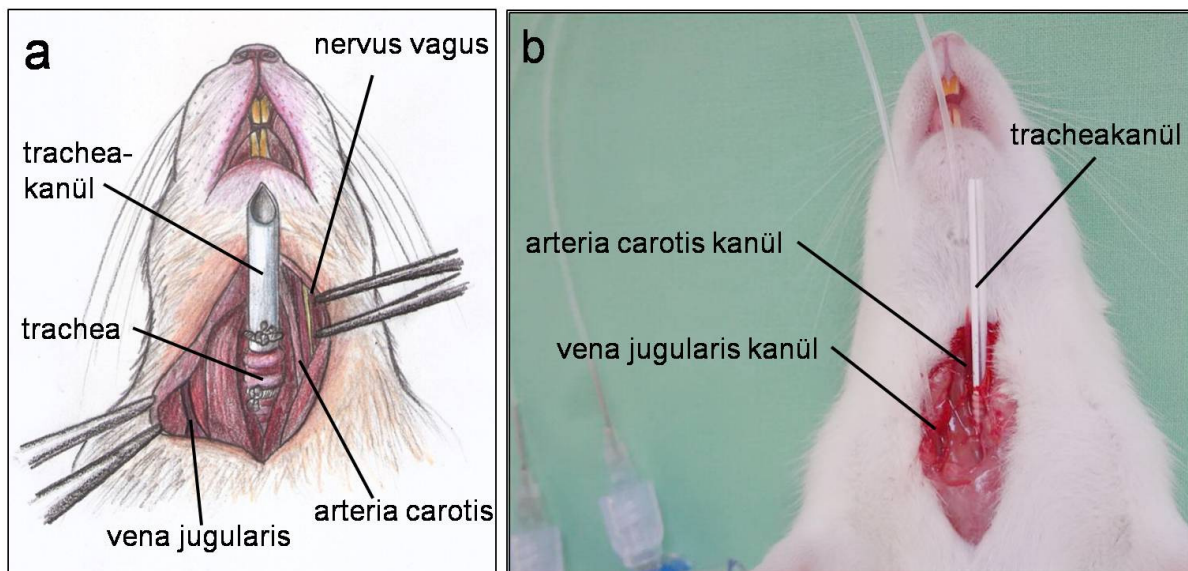 a
nervus vagus
trachea-
kanül
trachea
vena jugularis
arteria carotis
b
tracheakanül
arteria carotis kanül
vena jugularis kanül